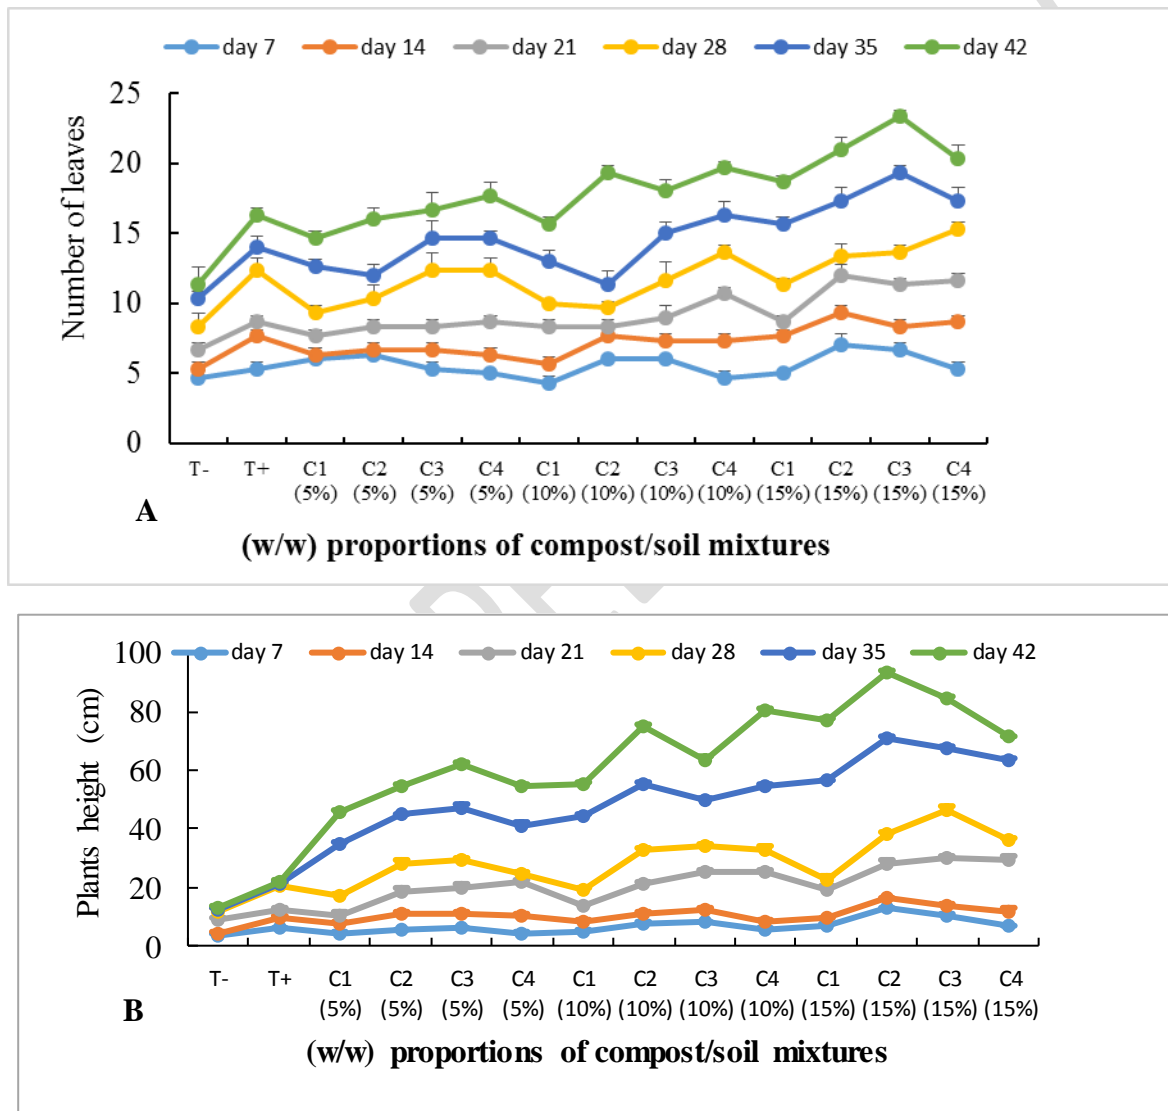 day 7 day 14 day 21 day 28 day 35 day 42
25
20
15
10
5
0
Number of leaves
T- T+ C1 C2 C3 C4 C1 C2 C3 C4 C1 C2 C3 C4
(5%) (5%) (5%) (5%) (10%) (10%) (10%) (10%) (15%) (15%) (15%) (15%)
A
(w/w) proportions of compost/soil mixtures
day 7 day 14 day 21 day 28 day 35 day 42
100
80
60
40
20
0
Plants height (cm)
T- T+ C1 C2 C3 C4 C1 C2 C3 C4 C1 C2 C3 C4
(5%) (5%) (5%) (5%) (10%) (10%) (10%) (10%) (15%) (15%) (15%) (15%)
B
(w/w) proportions of compost/soil mixtures